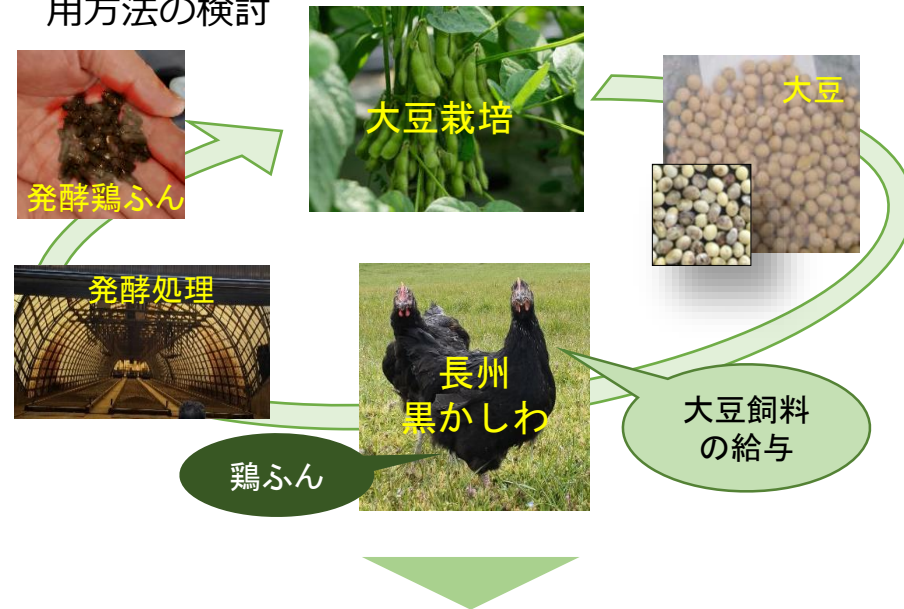 用方法の検討
大豆栽培
大豆
発酵鶏ふん
発酵処理
長州
黒かしわ
大豆飼料
の給与
鶏ふん